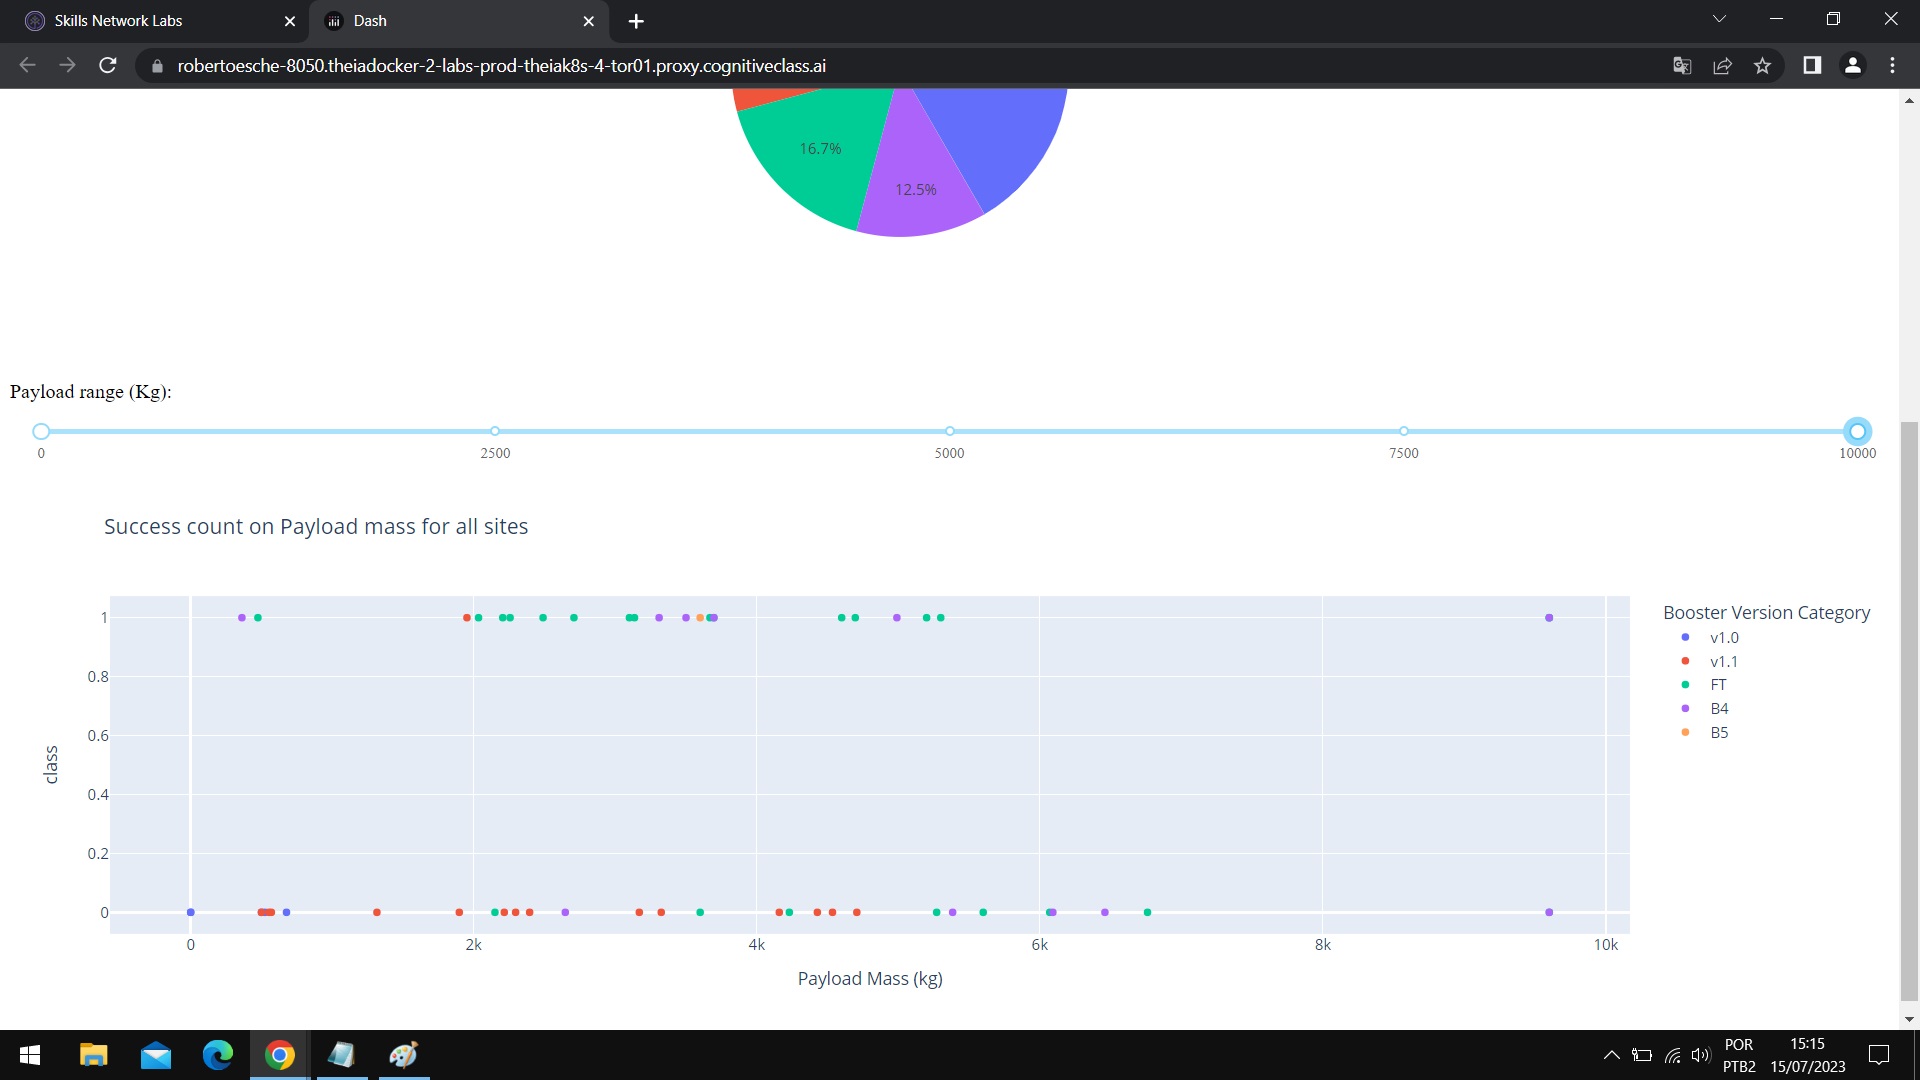 Skills Network Labs
Dash
robertoesche-8050.theiadocker-2-labs-prod-theiak8s-4-tor01.proxy.cognitiveclass.ai
16.7%
12.5%
Payload range (Kg):
0 2500 5000 7500 10000
Success count on Payload mass for all sites
Booster Version Category
v1.0
v1.1
FT
B4
B5
1
0.8
0.6
0.4
0.2
0
class
0 2k 4k 6k 8k 10k
Payload Mass (kg)
POR
PTB2
15:15
15/07/2023